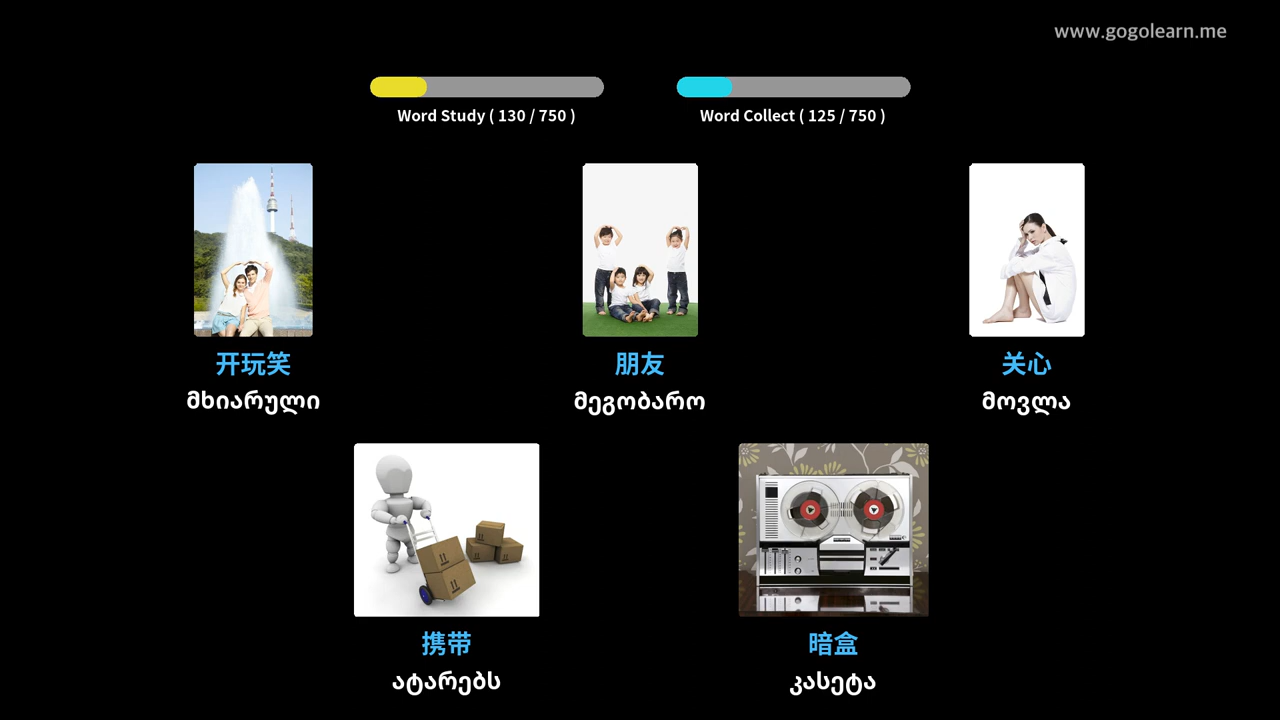 www.gogolearn.me
Word Study ( 130 / 750 )
Word Collect ( 125 / 750 )
开玩笑
მხიარული
朋友
მეგობარო
关心
მოვლა
携带
ატარებს
暗盒
კასეტა